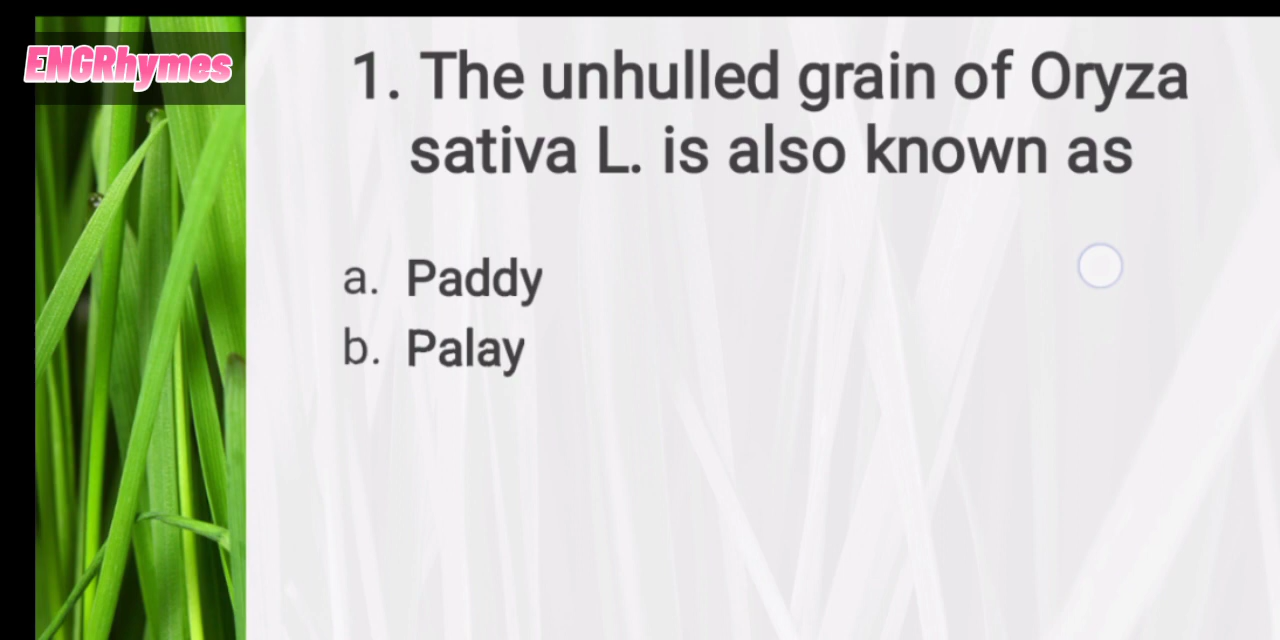 ENGRhymes
1. The unhulled grain of Oryza
sativa L. is also known as
a. Paddy
b. Palay